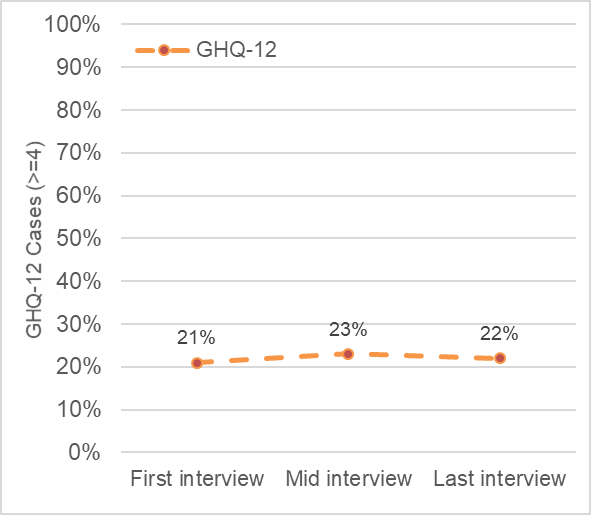 100%
GHQ-12
90%
80%
70%
60%
50%
40%
30%
20%
10%
0%
GHQ-12 Cases (>=4)
21%
23%
22%
First interview
Mid interview
Last interview